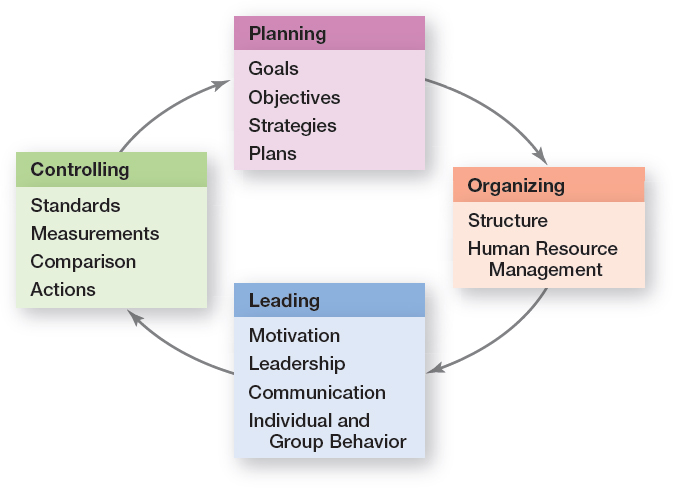 Planning
Goals
Objectives
Strategies
Plans
Organizing
Structure
Human Resource
Management
Leading
Motivation
Leadership
Communication
Individual and
Group Behavior
Controlling
Standards
Measurements
Comparison
Actions